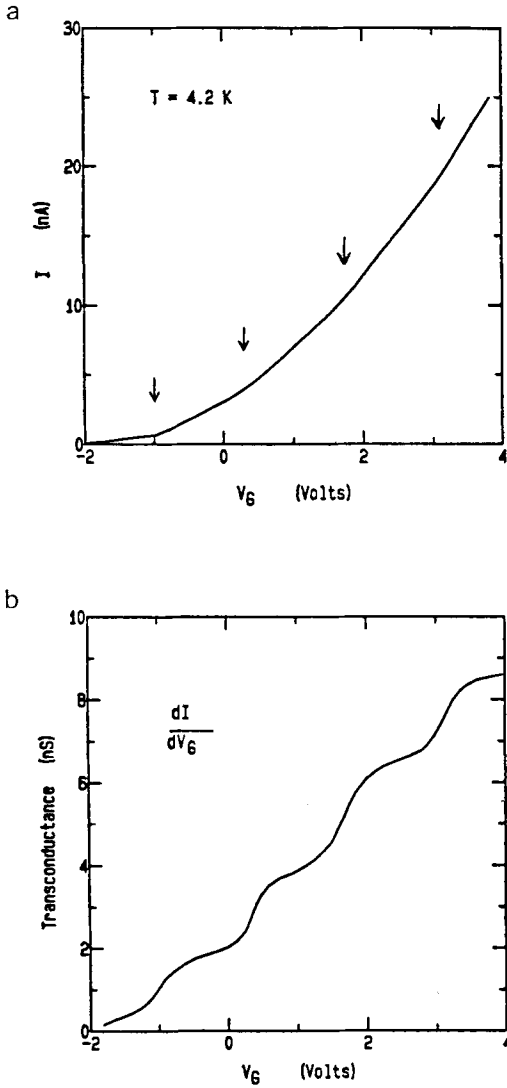 a
30
T = 4.2 K
20
I (nA)
10
0
-2 0 2 4
V_G (Volts)
b
10
8
dI
dV_G
Transconductance (nS)
6
4
2
0
-2 0 2 4
V_G (Volts)